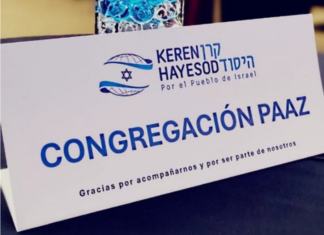 KEREN קרן
HAYESOD היסוד
Por el Pueblo de Israel
CONGREGACIÓN PAAZ
Gracias por acompañarnos y por ser parte de nosotros